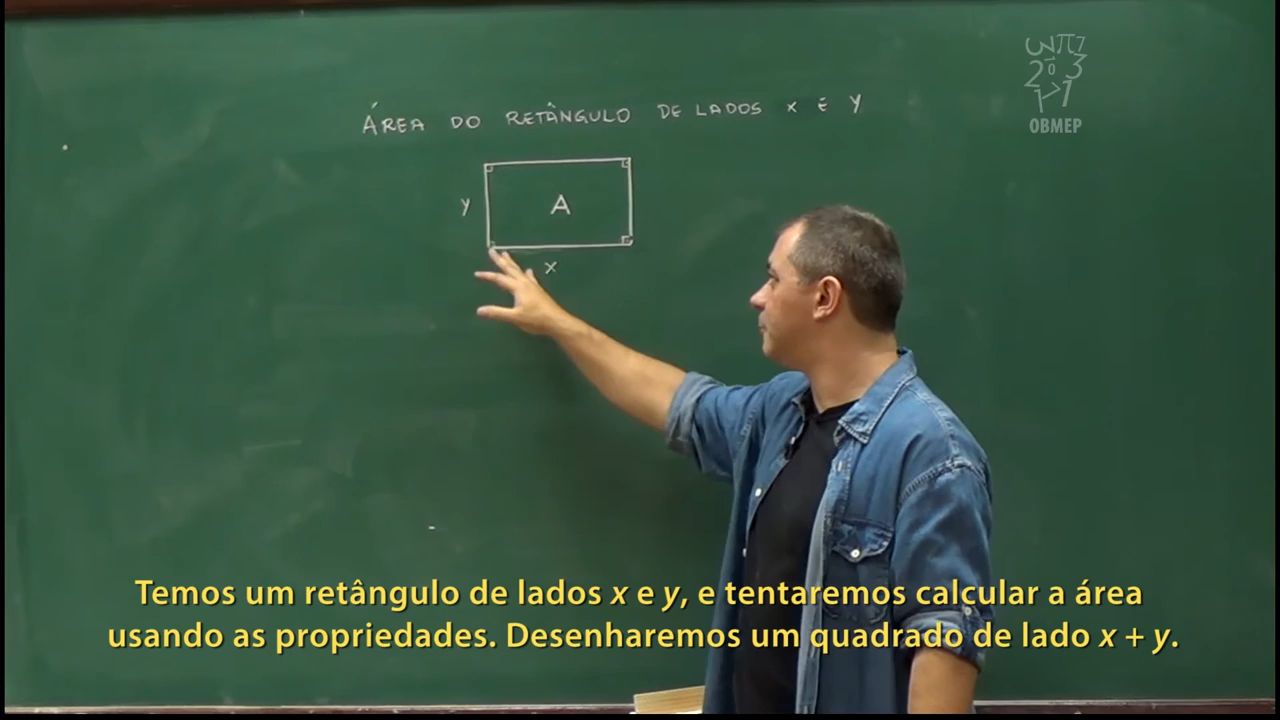 ÁREA DO RETÂNGULO DE LADOS X E Y
y
A
x
OBMEP
Temos um retângulo de lados x e y, e tentaremos calcular a área
usando as propriedades. Desenharemos um quadrado de lado x + y.